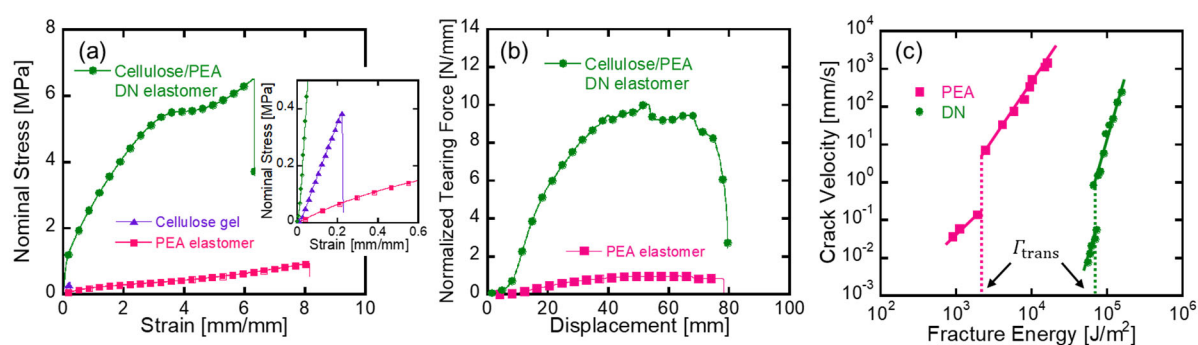 (a)
Nominal Stress [MPa]
8
6
4
2
0
Cellulose/PEA
DN elastomer
Cellulose gel
PEA elastomer
0 2 4 6 8 10
Strain [mm/mm]
Nominal Stress [MPa]
0.4
0.2
0
0 0.2 0.4 0.6
Strain [mm/mm]
(b)
Normalized Tearing Force [N/mm]
14
12
10
8
6
4
2
0
Cellulose/PEA
DN elastomer
PEA elastomer
0 20 40 60 80 100
Displacement [mm]
(c)
Crack Velocity [mm/s]
10⁴
10³
10²
10¹
10⁰
10⁻¹
10⁻²
10⁻³
PEA
DN
Γtrans
10² 10³ 10⁴ 10⁵ 10⁶
Fracture Energy [J/m²]